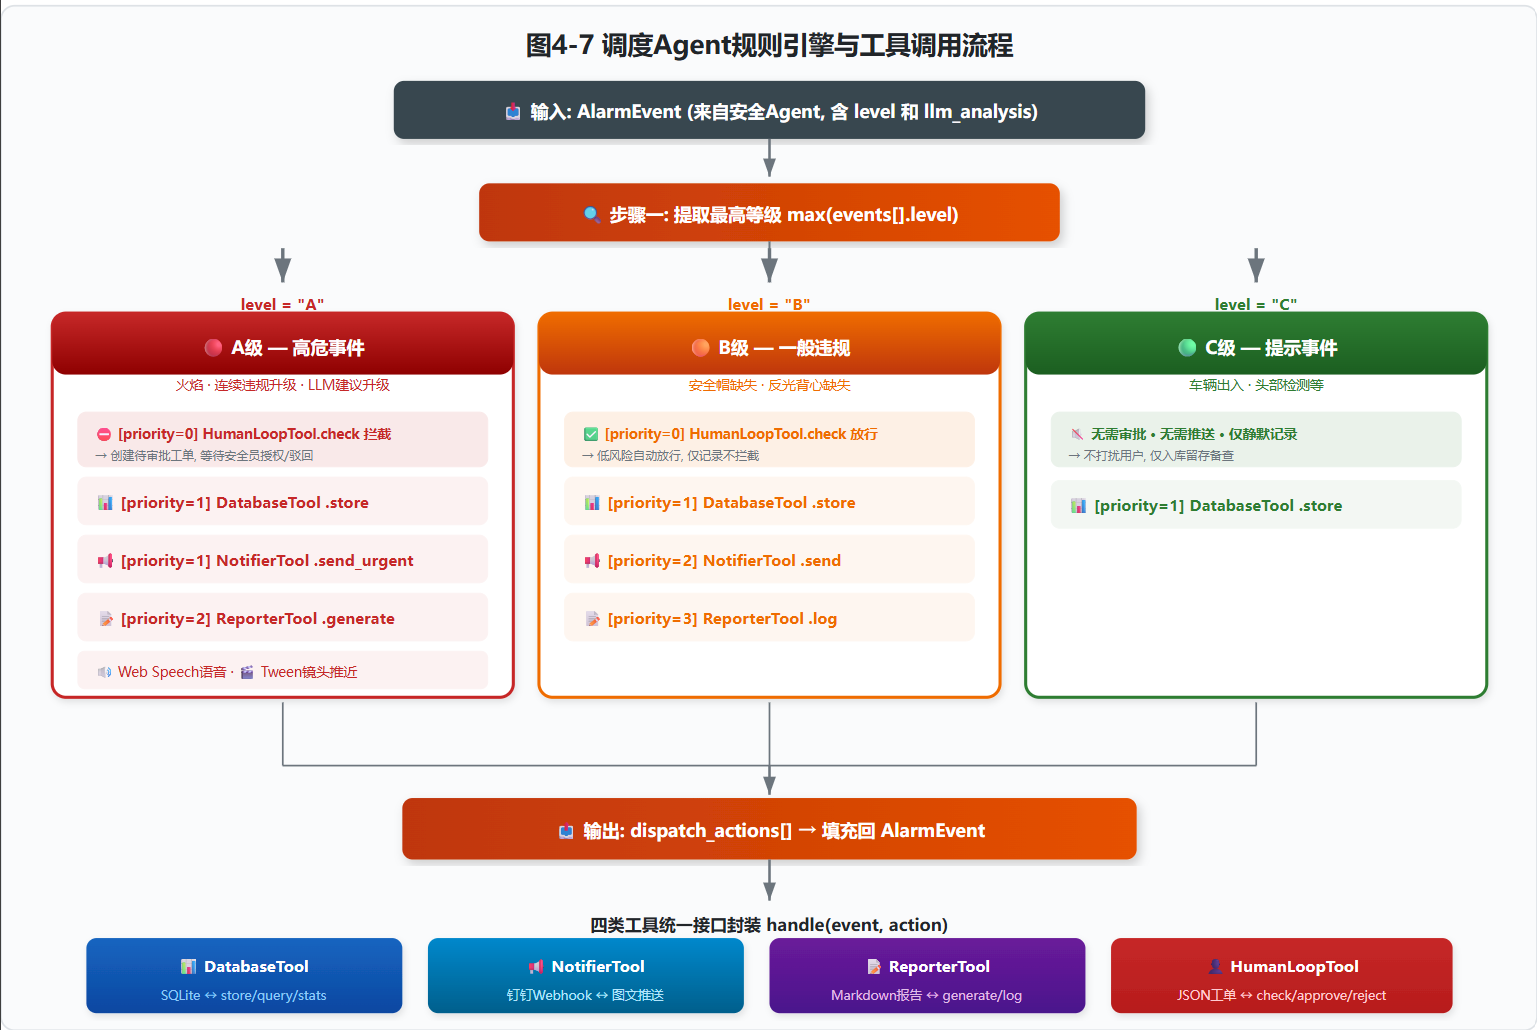 图4-7 调度Agent规则引擎与工具调用流程
输入: AlarmEvent (来自安全Agent, 含 level 和 llm_analysis)
步骤一: 提取最高等级 max(events[].level)
level = "A"
A级 — 高危事件
火焰 · 连续违规升级 · LLM建议升级
[priority=0] HumanLoopTool.check 拦截
→ 创建待审批工单, 等待安全员授权/驳回
[priority=1] DatabaseTool .store
[priority=1] NotifierTool .send_urgent
[priority=2] ReporterTool .generate
Web Speech语音 · Tween镜头推近
level = "B"
B级 — 一般违规
安全帽缺失 · 反光背心缺失
[priority=0] HumanLoopTool.check 放行
→ 低风险自动放行, 仅记录不拦截
[priority=1] DatabaseTool .store
[priority=2] NotifierTool .send
[priority=3] ReporterTool .log
level = "C"
C级 — 提示事件
车辆出入 · 头部检测等
无需审批 • 无需推送 • 仅静默记录
→ 不打扰用户, 仅入库留存备查
[priority=1] DatabaseTool .store
输出: dispatch_actions[] → 填充回 AlarmEvent
四类工具统一接口封装 handle(event, action)
DatabaseTool
SQLite ↔ store/query/stats
NotifierTool
钉钉Webhook ↔ 图文推送
ReporterTool
Markdown报告 ↔ generate/log
HumanLoopTool
JSON工单 ↔ check/approve/reject